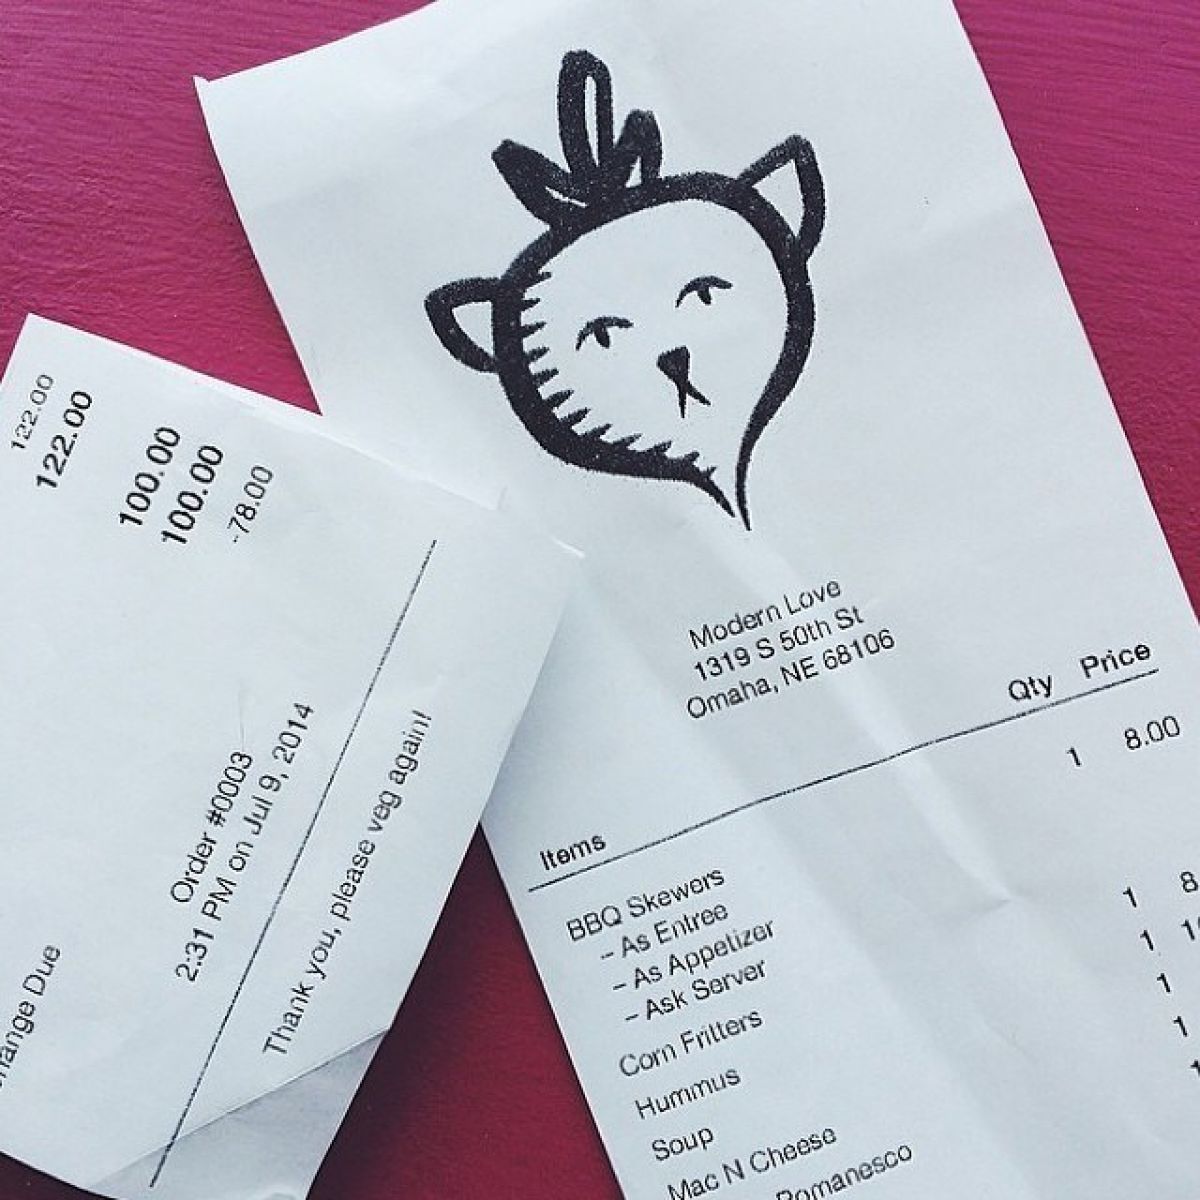 122.00
122.00
100.00
100.00
-78.00
Order #0003
2:31 PM on Jul 9, 2014
Thank you, please veg again!
Due
Modern Love
1319 S 50th St
Omaha, NE 68106
Items Qty Price
BBQ Skewers 1 8.00
- As Entree
- As Appetizer
- Ask Server
Corn Fritters 1
Hummus 1
Soup 1
Mac N Cheese 1
Romanesco